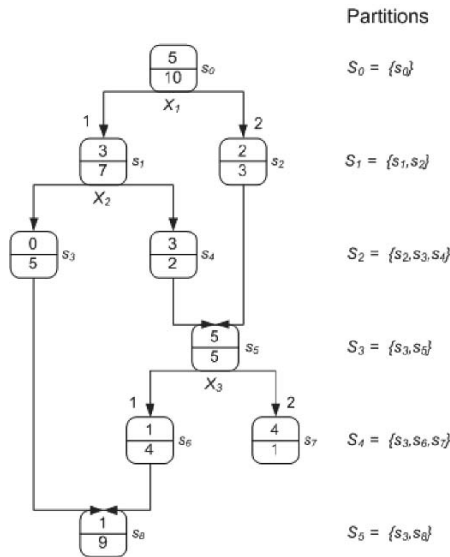 Partitions
5
10
s0
S0 = {s0}
X1
1
2
3
7
s1
2
3
s2
S1 = {s1,s2}
X2
0
5
s3
3
2
s4
S2 = {s2,s3,s4}
5
5
s5
S3 = {s3,s5}
X3
1
2
1
4
s6
4
1
s7
S4 = {s3,s6,s7}
1
9
s8
S5 = {s3,s8}